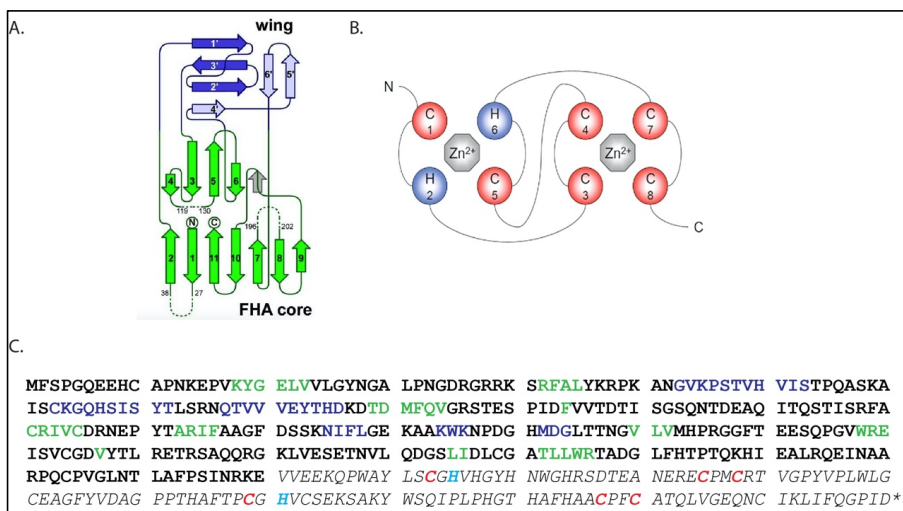 A.
wing
1'
3'
2'
6'
5'
4'
4 3 5 6
119 130
N C
196 202
2 1 11 10 7 8 9
38 27
FHA core
B.
N
C H C C
1 6 4 7
Zn²⁺ Zn²⁺
H C C C
2 5 3 8
C
C.
MFSPGQEEHC APNKEPVKYG ELVVLGYNGA LPNGDRGRRK SRFALYKRPK ANGVKPSTVH VISTPQASKA
ISCKGQHSIS YTLSRNQTVV VEYTHDKDTD MFQVGRSTES PIDFVVTDTI SGSQNTDEAQ ITQSTISRFA
CRIVCDRNEP YTARIFAAGF DSSKNIFLGE KAAKWKNPDG HMDGLTTNGV LVMHPRGGFT EESQPGVWRE
ISVCGDVYTL RETRSAQQRG KLVESETNVL QDGSLIDLCG ATLLWRTADG LFHTPTQKHI EALRQEINAA
RPQCPVGLNT LAFPSINRKE VVEEKQPWAY LSCGHVHGYH NWGHRSDTEA NERECPMCRT VGPYVPLWLG
CEAGFYVDAG PPTHAFTPCG HVCSEKSAKY WSQIPLPHGT HAFHAACPFC ATQLVGEQNC IKLIFQGPID*